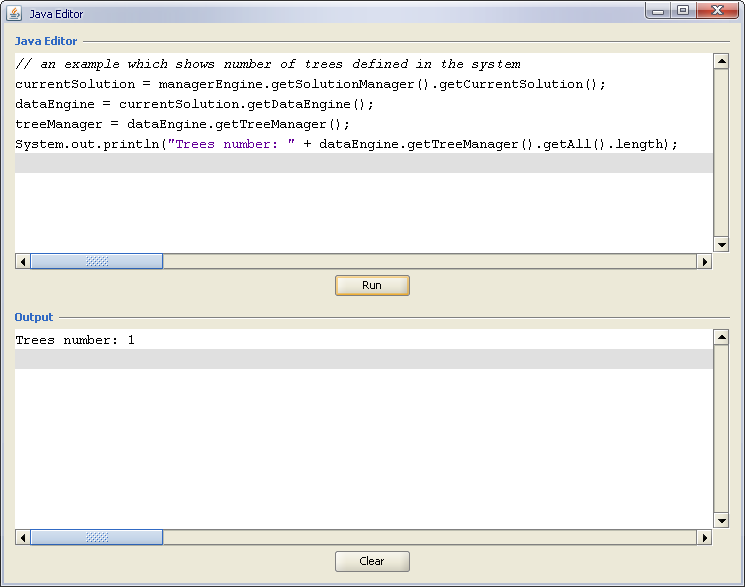 Java Editor
Java Editor
// an example which shows number of trees defined in the system
currentSolution = managerEngine.getSolutionManager().getCurrentSolution();
dataEngine = currentSolution.getDataEngine();
treeManager = dataEngine.getTreeManager();
System.out.println("Trees number: " + dataEngine.getTreeManager().getAll().length);
Run
Output
Trees number: 1
Clear